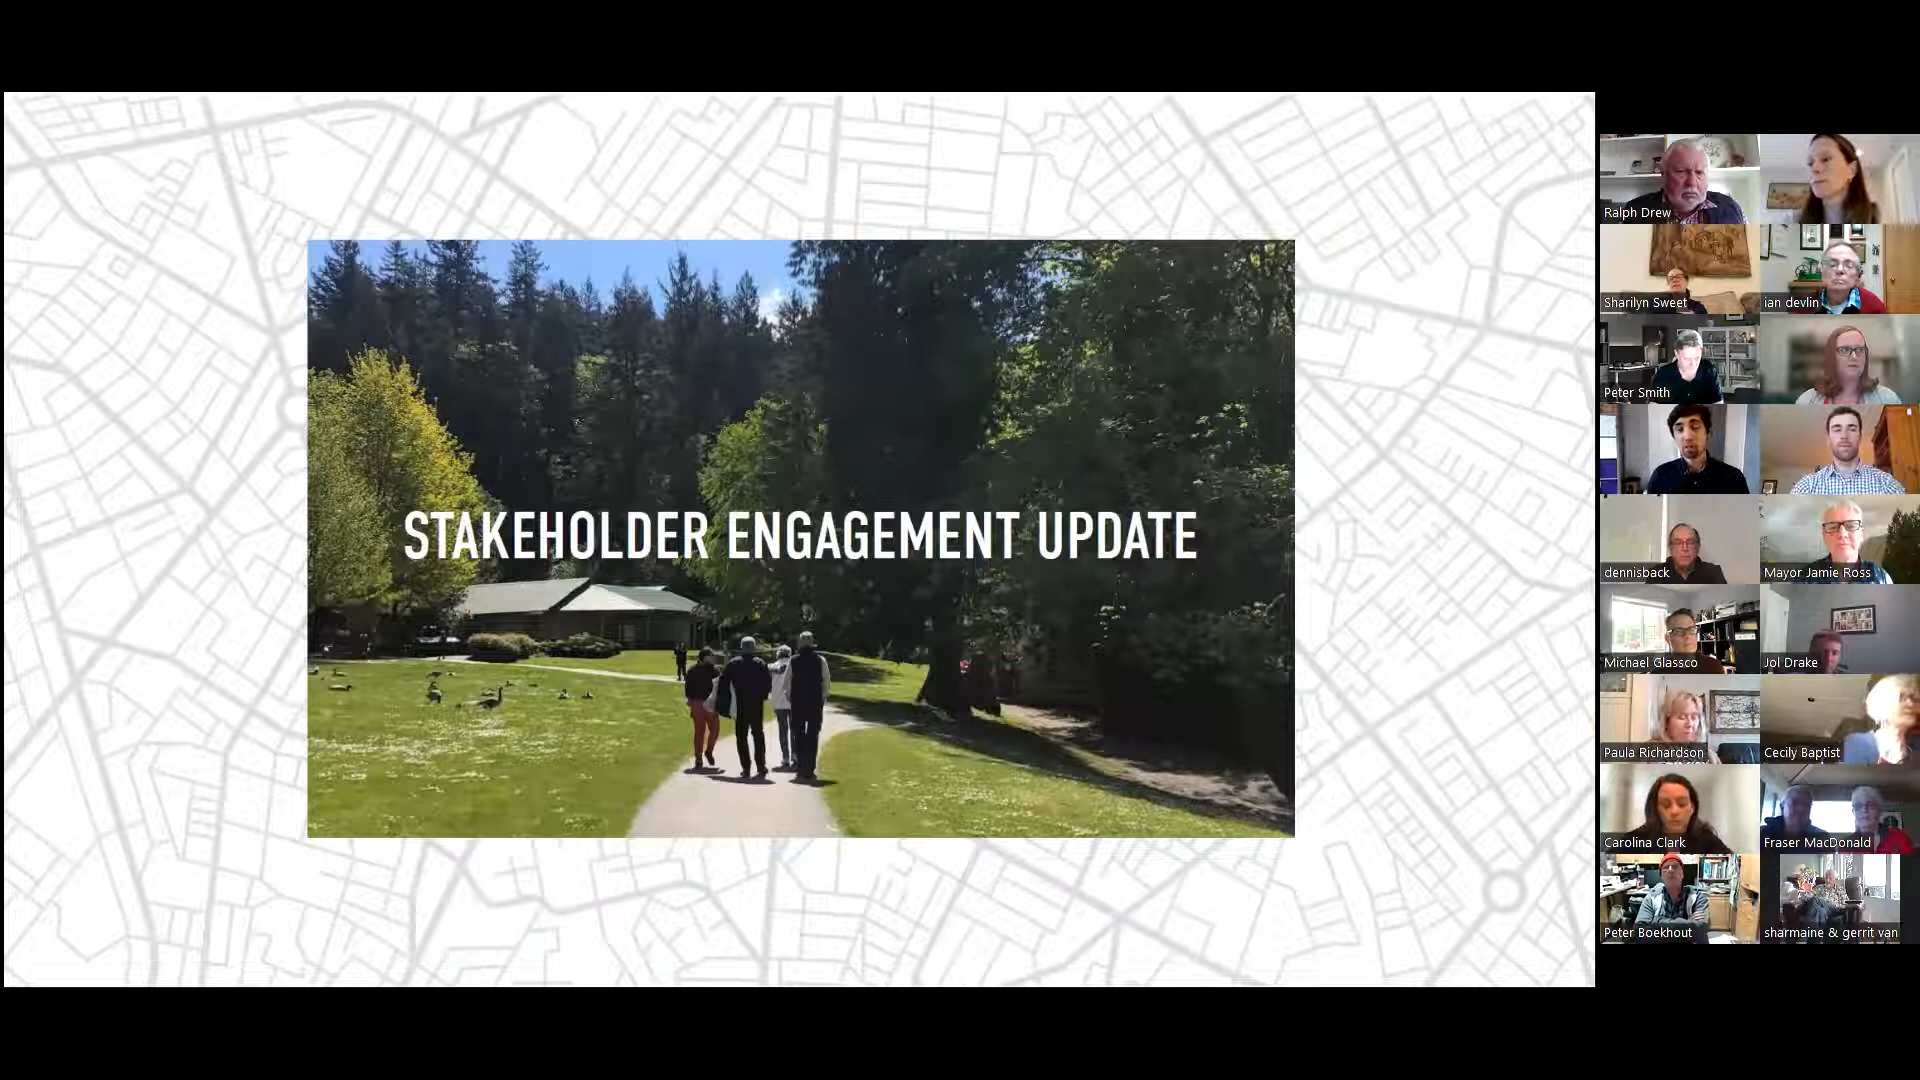 STAKEHOLDER ENGAGEMENT UPDATE
Ralph Drew
Sharilyn Sweet
ian devlin
Peter Smith
dennisback
Mayor Jamie Ross
Michael Glassco
Jol Drake
Paula Richardson
Cecily Baptist
Carolina Clark
Fraser MacDonald
Peter Boekhout
sharmaine & gerrit van